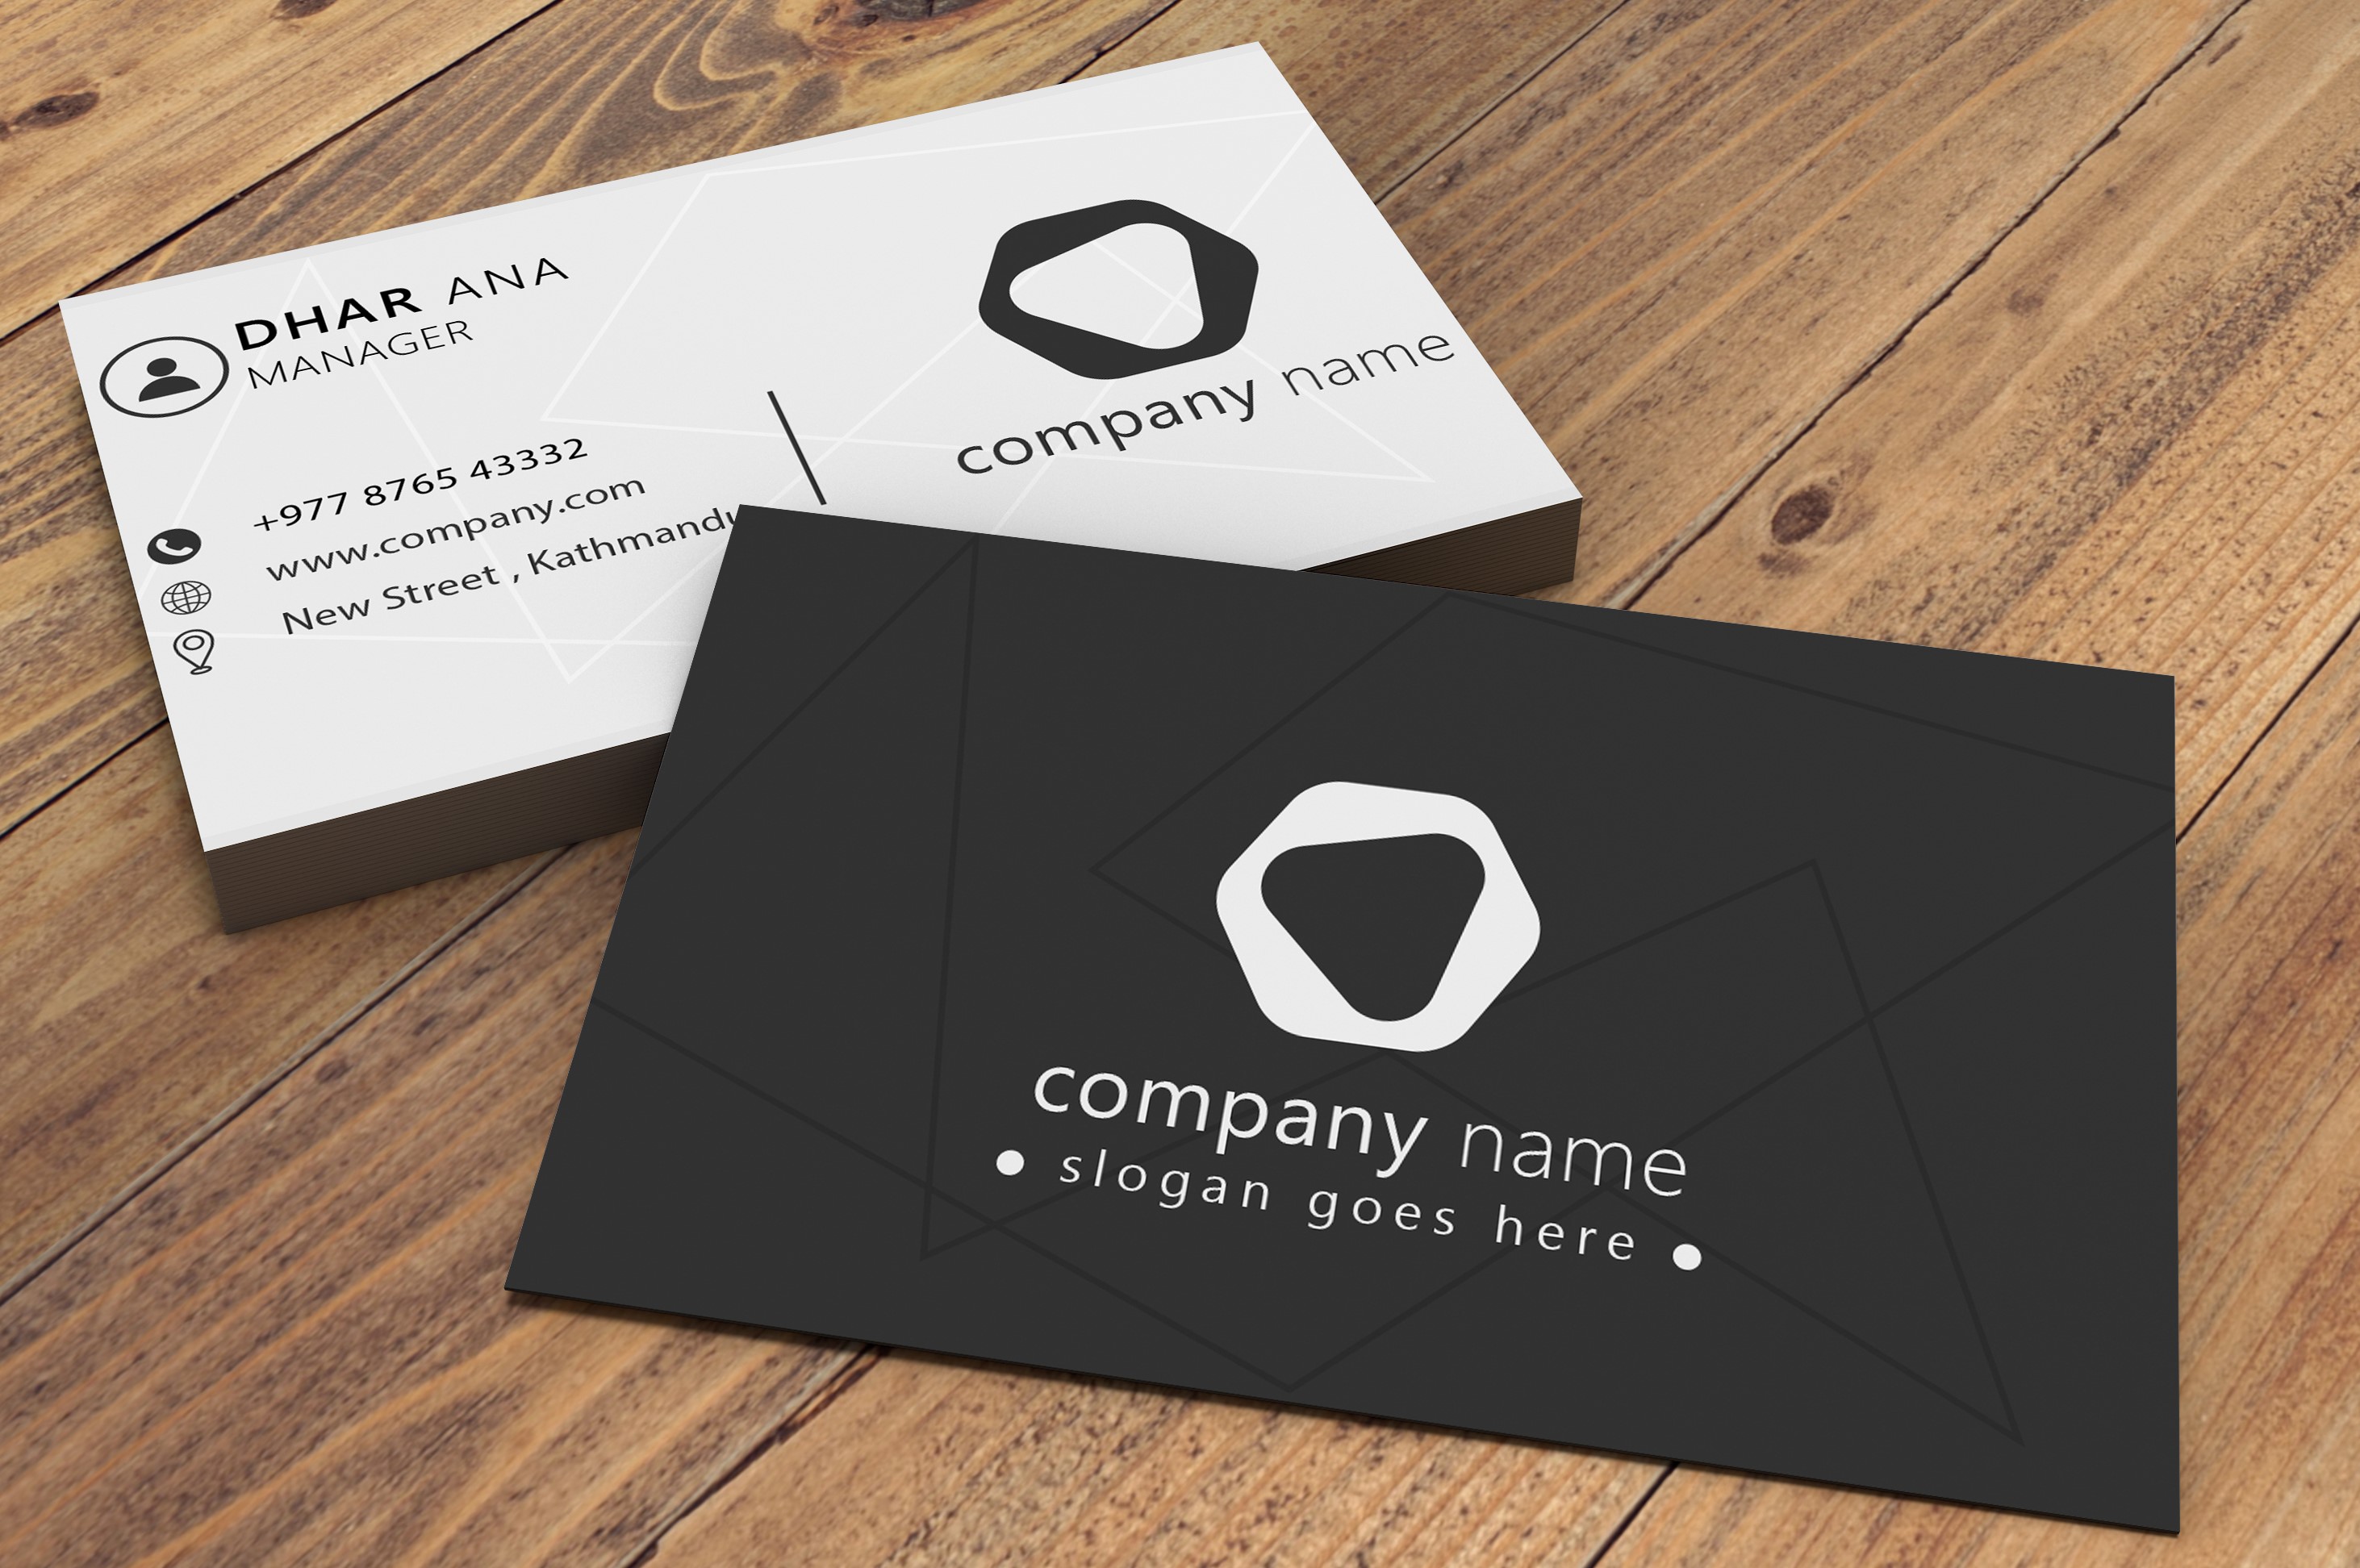 DHAR ANA
MANAGER
+977 8765 43332
www.company.com
New Street , Kathmandu
company name
company name
• slogan goes here •